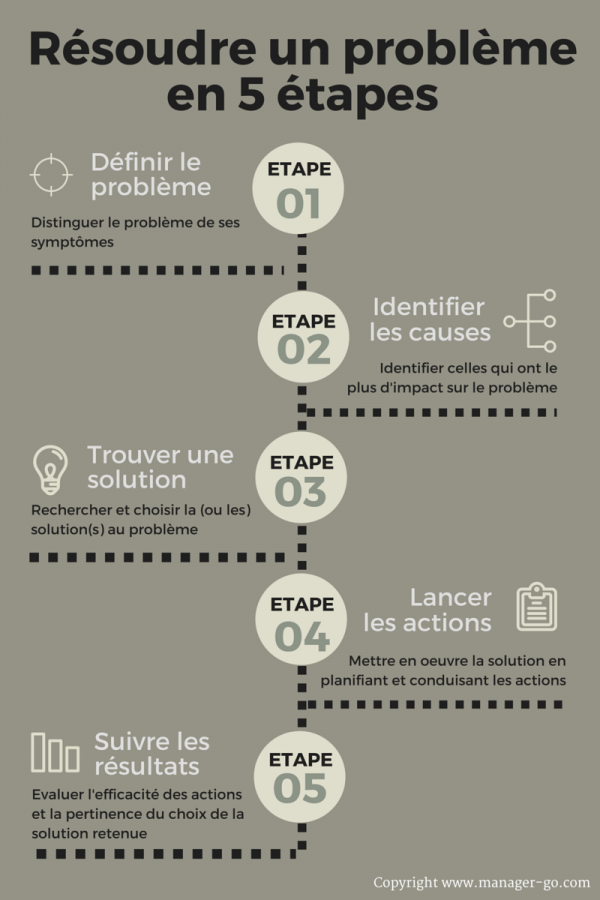 Résoudre un problème
en 5 étapes
Définir le
problème
ETAPE
01
Distinguer le problème de ses
symptômes
ETAPE
02
Identifier
les causes
Identifier celles qui ont le
plus d'impact sur le problème
Trouver une
solution
ETAPE
03
Rechercher et choisir la (ou les)
solution(s) au problème
ETAPE
04
Lancer
les actions
Mettre en oeuvre la solution en
planifiant et conduisant les actions
Suivre les
résultats
ETAPE
05
Evaluer l'efficacité des actions
et la pertinence du choix de la
solution retenue
Copyright www.manager-go.com